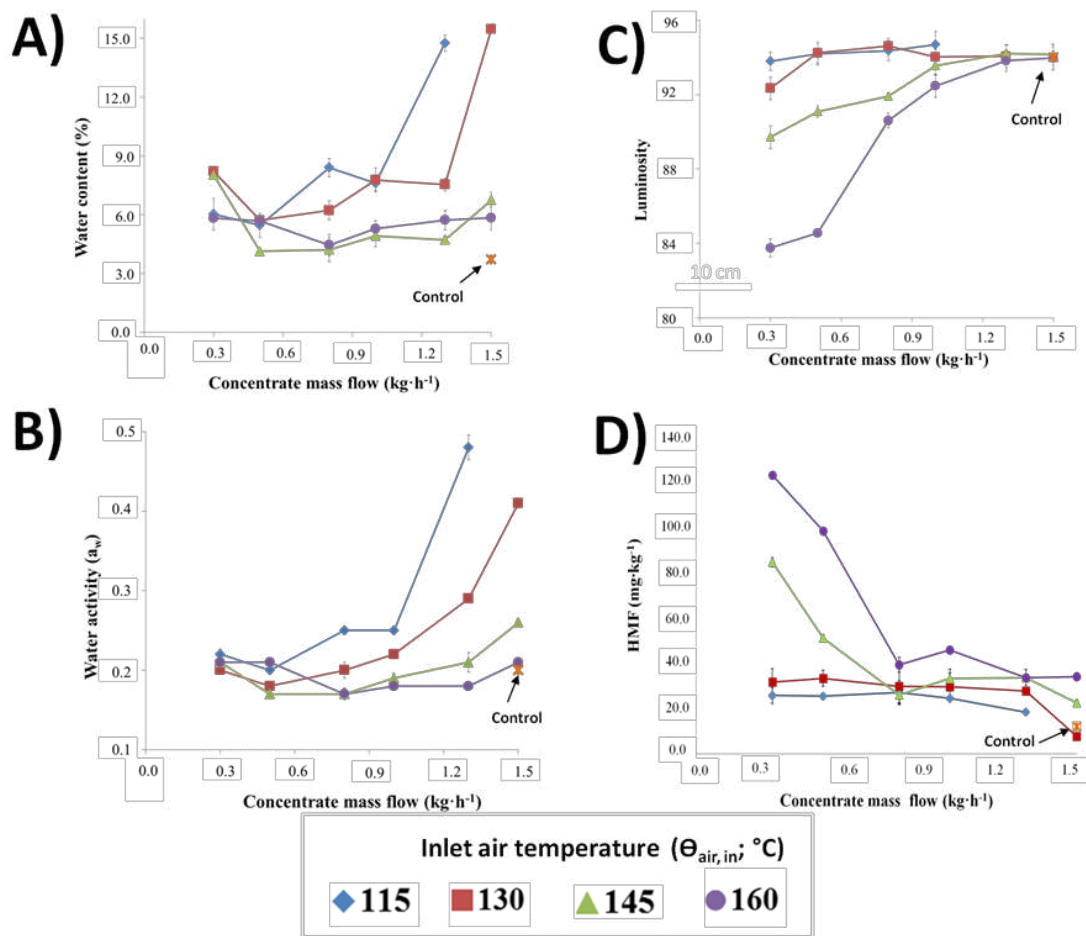 A)
15.0
12.0
9.0
6.0
3.0
0.0
Water content (%)
Control
0.0 0.3 0.6 0.9 1.2 1.5
Concentrate mass flow (kg·h⁻¹)
C)
96
92
88
84
80
Luminosity
10 cm
Control
0.0 0.3 0.6 0.9 1.2 1.5
Concentrate mass flow (kg·h⁻¹)
B)
0.5
0.4
0.3
0.2
0.1
Water activity (aw)
Control
0.0 0.3 0.6 0.9 1.2 1.5
Concentrate mass flow (kg·h⁻¹)
D)
140.0
120.0
100.0
80.0
60.0
40.0
20.0
0.0
HMF (mg·kg⁻¹)
Control
0.0 0.3 0.6 0.9 1.2 1.5
Concentrate mass flow (kg·h⁻¹)
Inlet air temperature (Θair, in; °C)
115 130 145 160